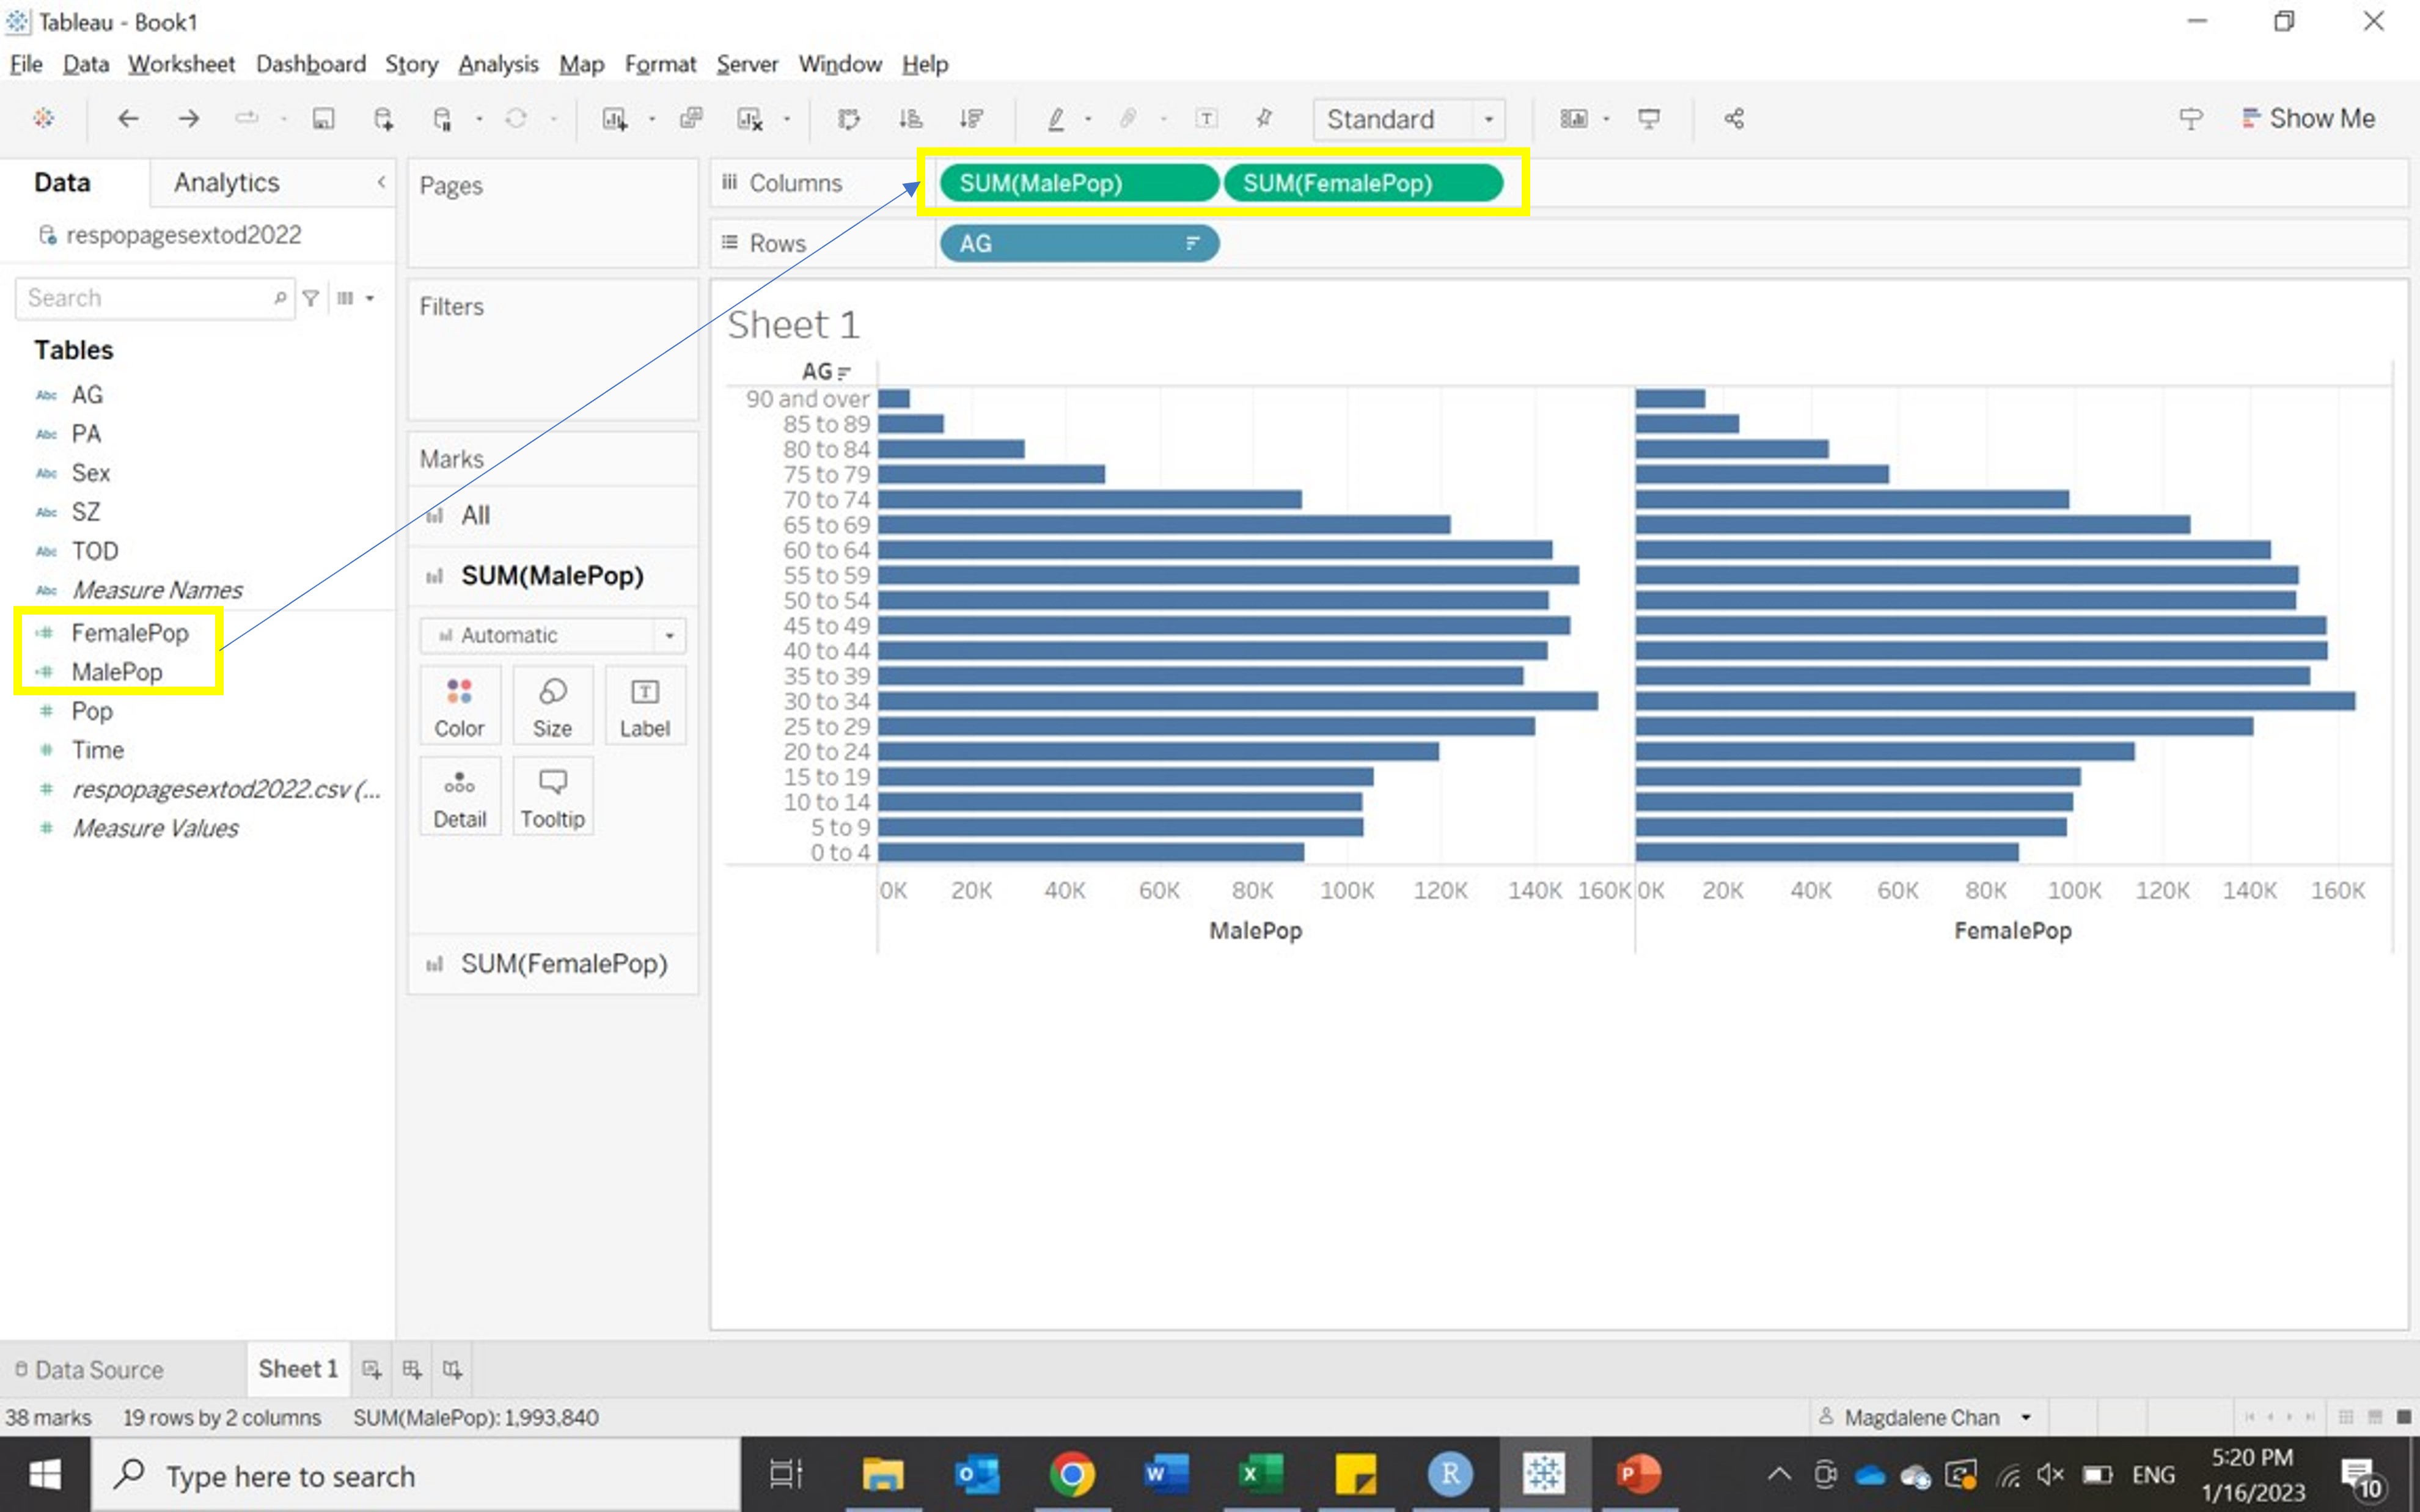 Tableau - Book1
File Data Worksheet Dashboard Story Analysis Map Format Server Window Help
Standard
Show Me
Data Analytics
respopagesextod2022
Search
Tables
Abc AG
Abc PA
Abc Sex
Abc SZ
Abc TOD
Abc Measure Names
FemalePop
MalePop
Pop
Time
respopagesextod2022.csv (...
Measure Values
Pages
Filters
Marks
All
SUM(MalePop)
Automatic
Color Size Label
Detail Tooltip
SUM(FemalePop)
Columns SUM(MalePop) SUM(FemalePop)
Rows AG
Sheet 1
AG
90 and over
85 to 89
80 to 84
75 to 79
70 to 74
65 to 69
60 to 64
55 to 59
50 to 54
45 to 49
40 to 44
35 to 39
30 to 34
25 to 29
20 to 24
15 to 19
10 to 14
5 to 9
0 to 4
0K 20K 40K 60K 80K 100K 120K 140K 160K 0K 20K 40K 60K 80K 100K 120K 140K 160K
MalePop FemalePop
Data Source Sheet 1
38 marks 19 rows by 2 columns SUM(MalePop): 1,993,840 Magdalene Chan
Type here to search
ENG
5:20 PM
1/16/2023
10